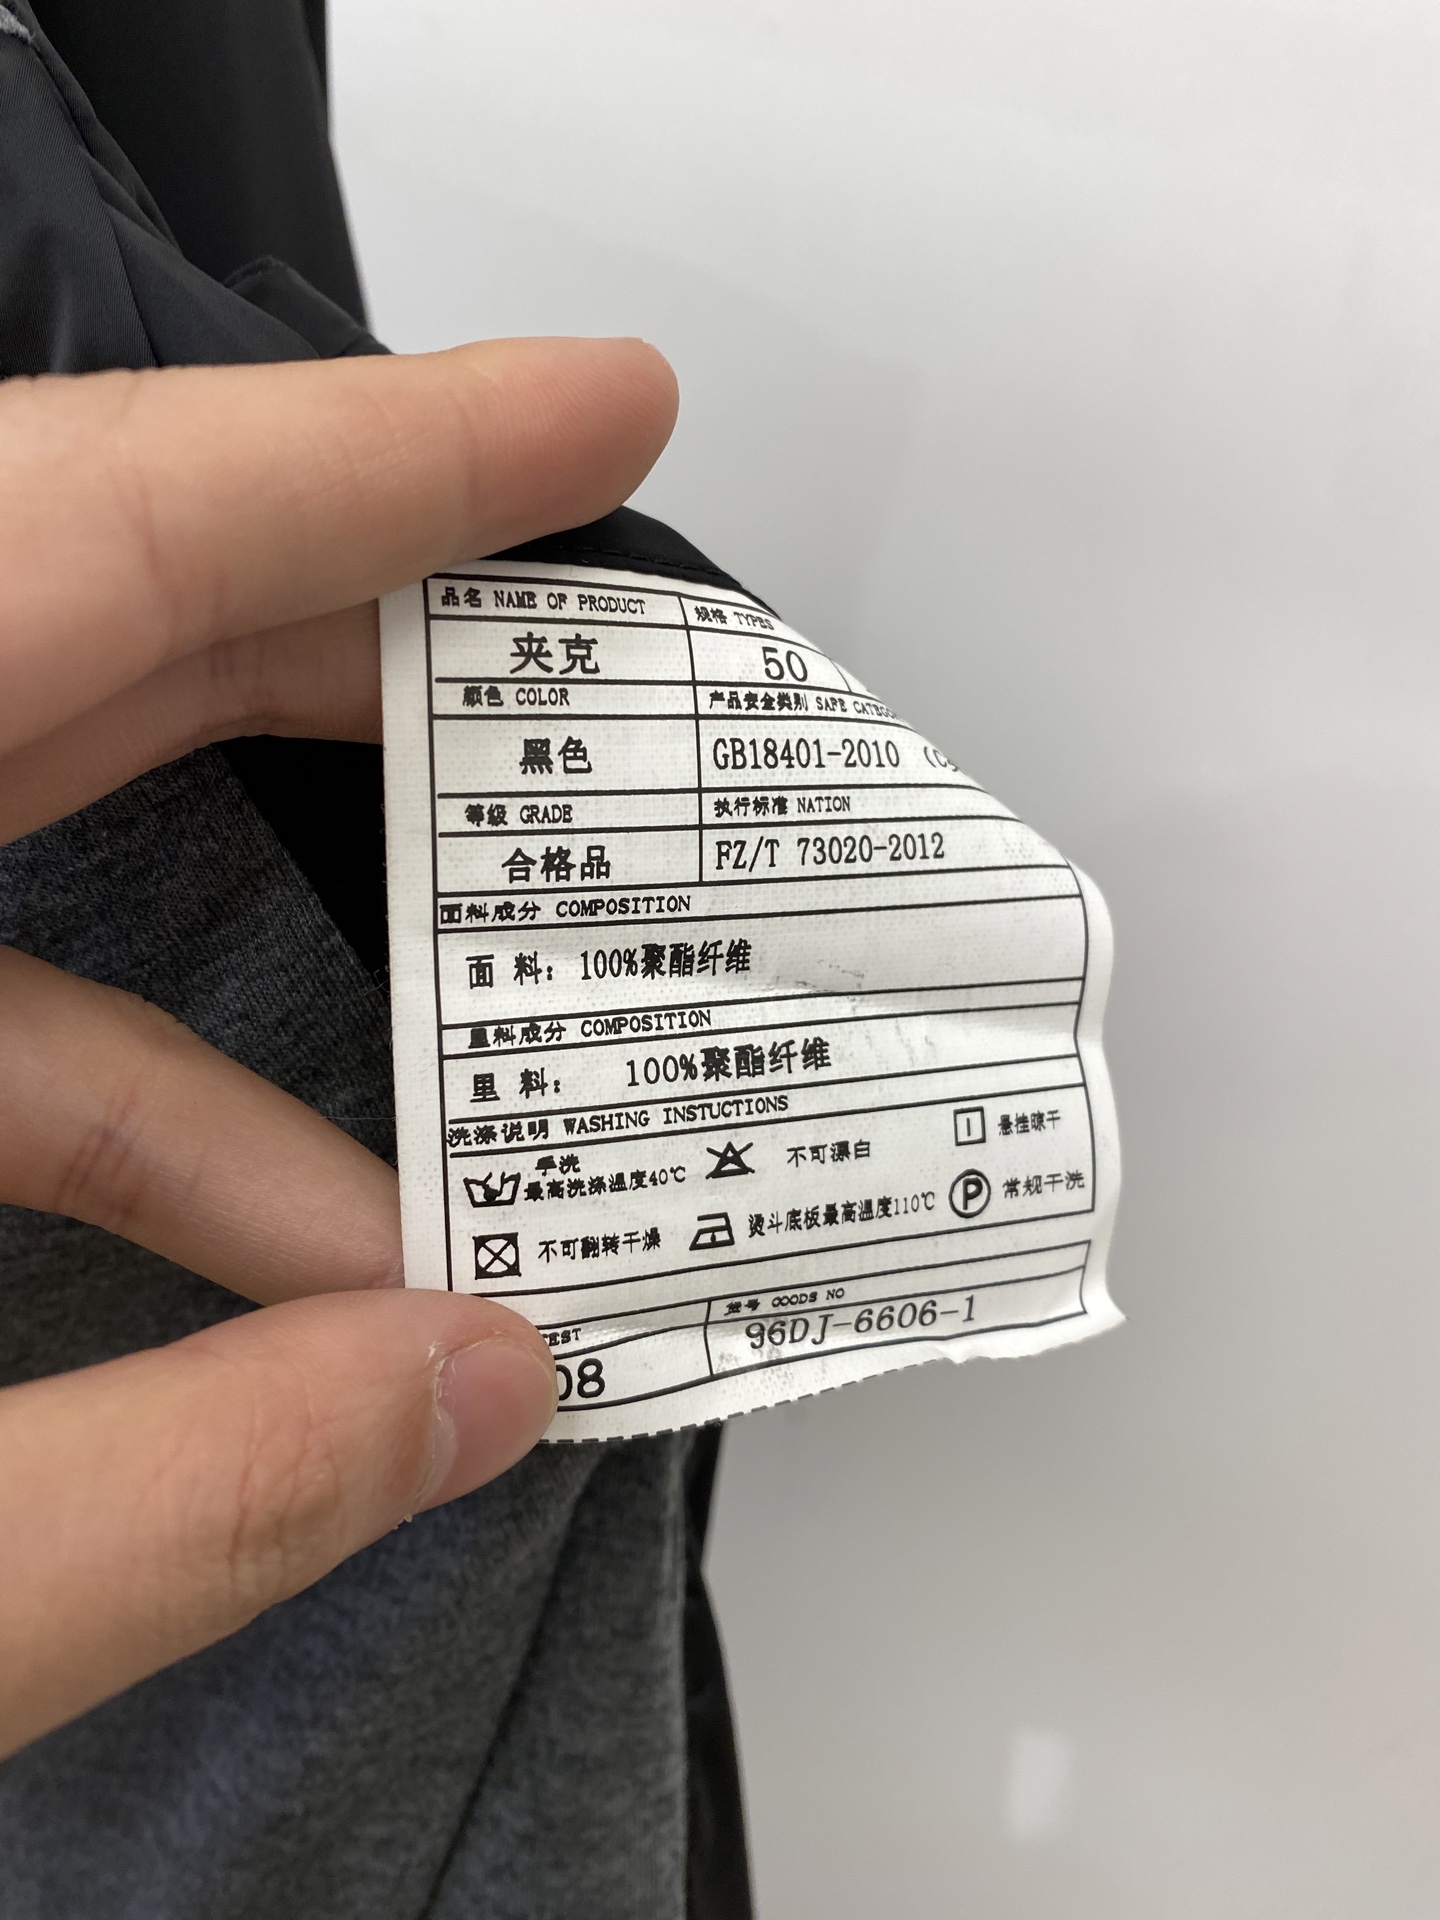 品名 NAME OF PRODUCT 规格 TYPES
夹克 50
颜色 COLOR 产品安全类别 SAFE
黑色 GB18401-2010
等级 GRADE 执行标准 NATION
合格品 FZ/T 73020-2012
面料成分 COMPOSITION
面 料: 100%聚酯纤维
里料成分 COMPOSITION
里 料: 100%聚酯纤维
洗涤说明 WASHING INSTUCTIONS
手洗
最高洗涤温度40℃ 不可漂白 悬挂晾干
不可翻转干燥 烫斗底板最高温度110℃ 常规干洗
货号 GOODS NO
96DJ-6606-1
08